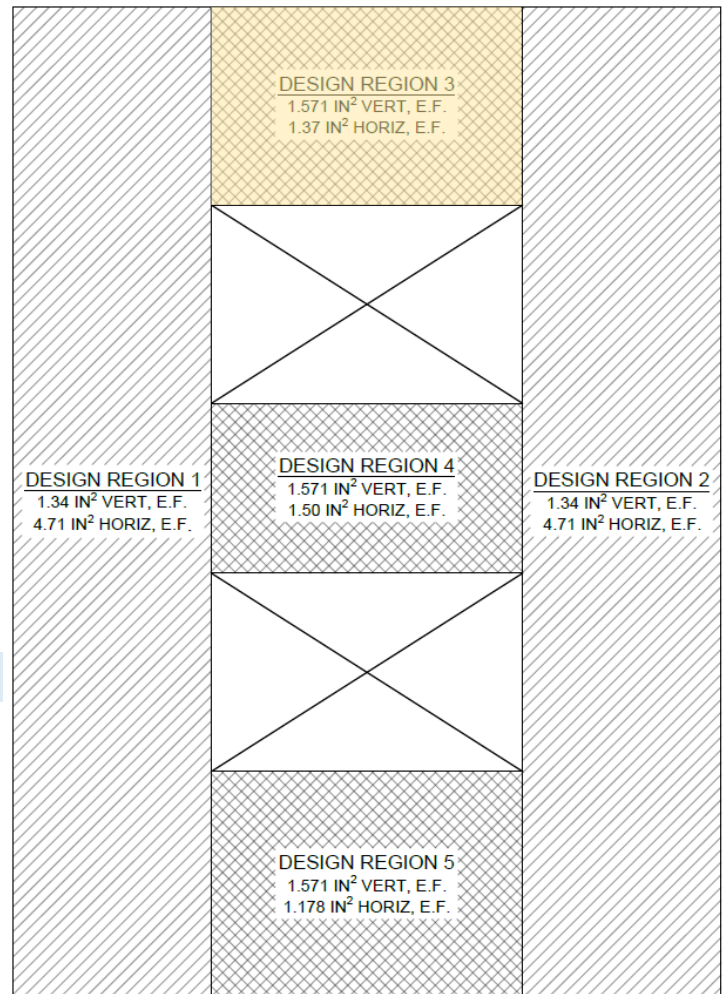 DESIGN REGION 3
1.571 IN² VERT, E.F.
1.37 IN² HORIZ, E.F.
DESIGN REGION 1
1.34 IN² VERT, E.F.
4.71 IN² HORIZ, E.F.
DESIGN REGION 4
1.571 IN² VERT, E.F.
1.50 IN² HORIZ, E.F.
DESIGN REGION 2
1.34 IN² VERT, E.F.
4.71 IN² HORIZ, E.F.
DESIGN REGION 5
1.571 IN² VERT, E.F.
1.178 IN² HORIZ, E.F.